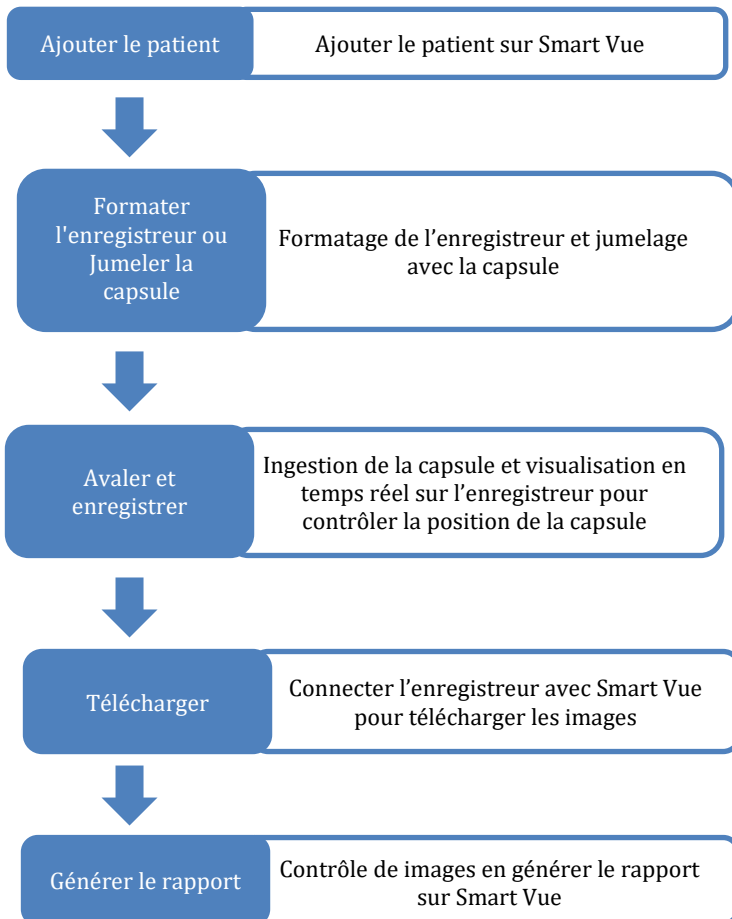 Ajouter le patient
Ajouter le patient sur Smart Vue
Formater
l'enregistreur ou
Jumeler la
capsule
Formatage de l’enregistreur et jumelage
avec la capsule
Avaler et
enregistrer
Ingestion de la capsule et visualisation en
temps réel sur l’enregistreur pour
contrôler la position de la capsule
Télécharger
Connecter l’enregistreur avec Smart Vue
pour télécharger les images
Générer le rapport
Contrôle de images en générer le rapport
sur Smart Vue